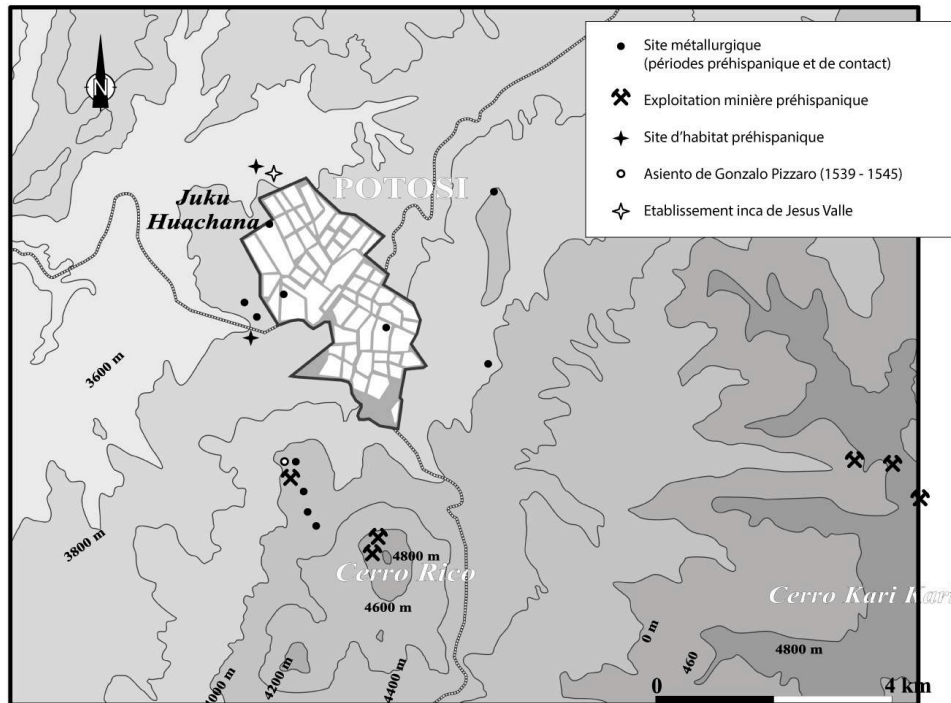 Site métallurgique
(périodes préhispanique et de contact)
Exploitation minière préhispanique
Site d'habitat préhispanique
Asiento de Gonzalo Pizzaro (1539 - 1545)
Etablissement inca de Jesus Valle
N
POTOSI
Juku
Huachana
3600 m
3800 m
4800 m
Cerro Rico
4600 m
Cerro Kari Kari
4000 m
4200 m
4400 m
0 m
460
4800 m
0
4 km